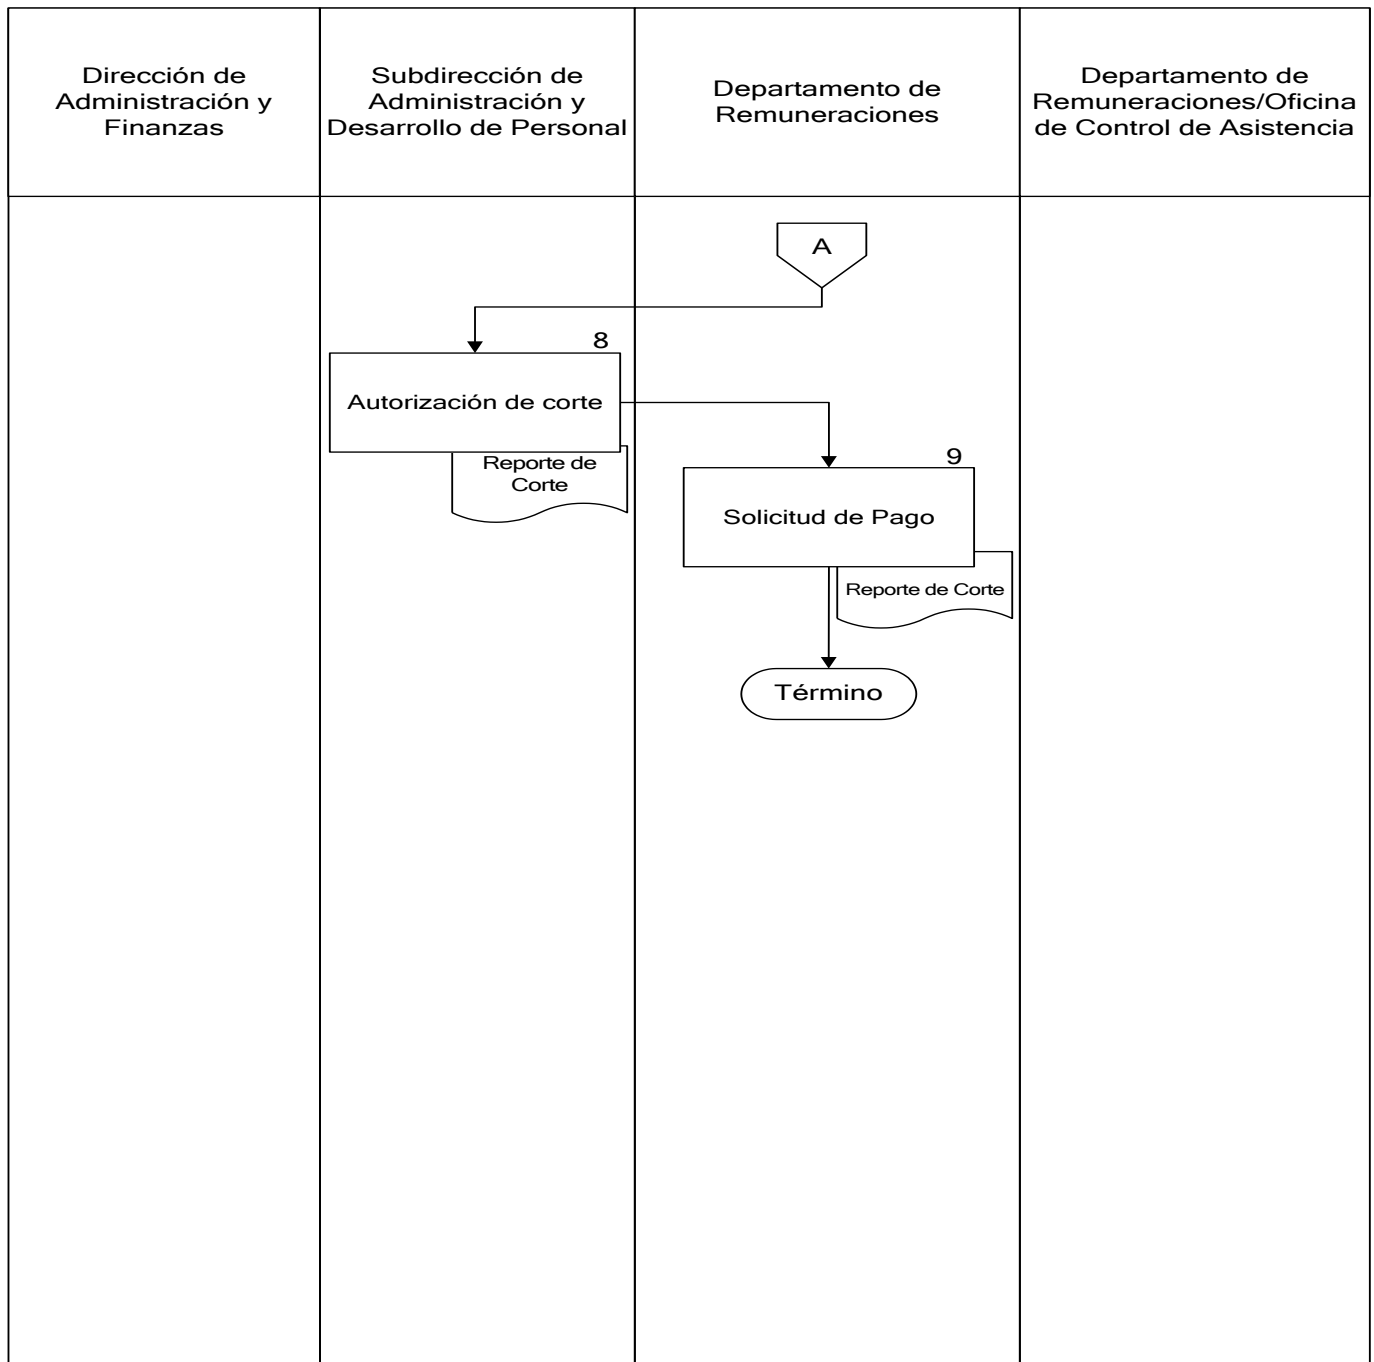 Dirección de
Administración y
Finanzas
Subdirección de
Administración y
Desarrollo de Personal
Departamento de
Remuneraciones
Departamento de
Remuneraciones/Oficina
de Control de Asistencia
A
8
Autorización de corte
Reporte de
Corte
9
Solicitud de Pago
Reporte de Corte
Término